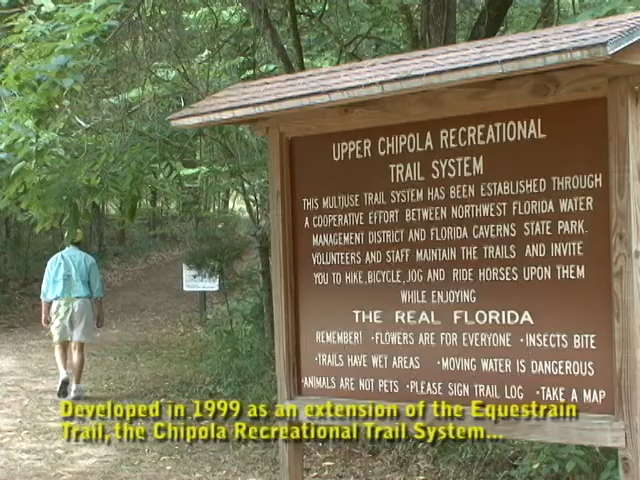 UPPER CHIPOLA RECREATIONAL
TRAIL SYSTEM
THIS MULTIUSE TRAIL SYSTEM HAS BEEN ESTABLISHED THROUGH
A COOPERATIVE EFFORT BETWEEN NORTHWEST FLORIDA WATER
MANAGEMENT DISTRICT AND FLORIDA CAVERNS STATE PARK.
VOLUNTEERS AND STAFF MAINTAIN THE TRAILS AND INVITE
YOU TO HIKE, BICYCLE, JOG AND RIDE HORSES UPON THEM
WHILE ENJOYING
THE REAL FLORIDA
REMEMBER! •FLOWERS ARE FOR EVERYONE •INSECTS BITE
•TRAILS HAVE WET AREAS •MOVING WATER IS DANGEROUS
•ANIMALS ARE NOT PETS •PLEASE SIGN TRAIL LOG •TAKE A MAP
Developed in 1999 as an extension of the Equestrain
Trail, the Chipola Recreational Trail System...